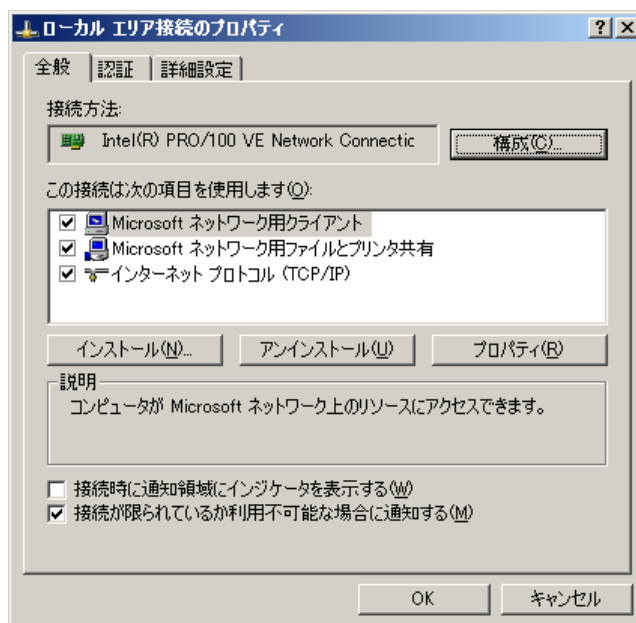 ローカル エリア接続のプロパティ
全般 認証 詳細設定
接続方法:
Intel(R) PRO/100 VE Network Connectic 構成(C)...
この接続は次の項目を使用します(O):
Microsoft ネットワーク用クライアント
Microsoft ネットワーク用ファイルとプリンタ共有
インターネット プロトコル (TCP/IP)
インストール(N)... アンインストール(U) プロパティ(R)
説明
コンピュータが Microsoft ネットワーク上のリソースにアクセスできます。
接続時に通知領域にインジケータを表示する(W)
接続が限られているか利用不可能な場合に通知する(M)
OK キャンセル